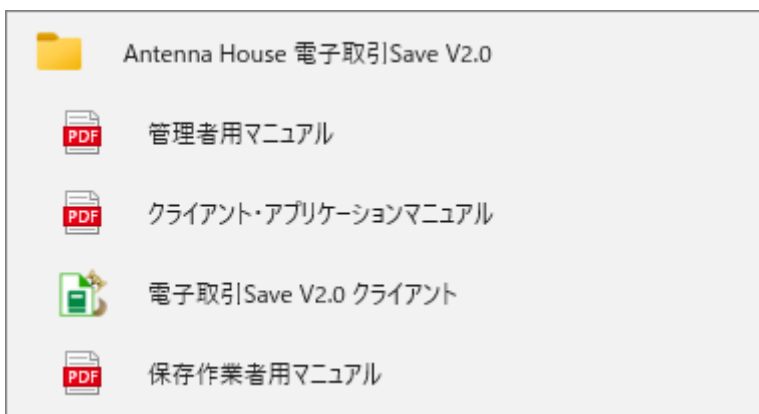 Antenna House 電子取引Save V2.0
PDF 管理者用マニュアル
PDF クライアント・アプリケーションマニュアル
電子取引Save V2.0 クライアント
PDF 保存作業者用マニュアル